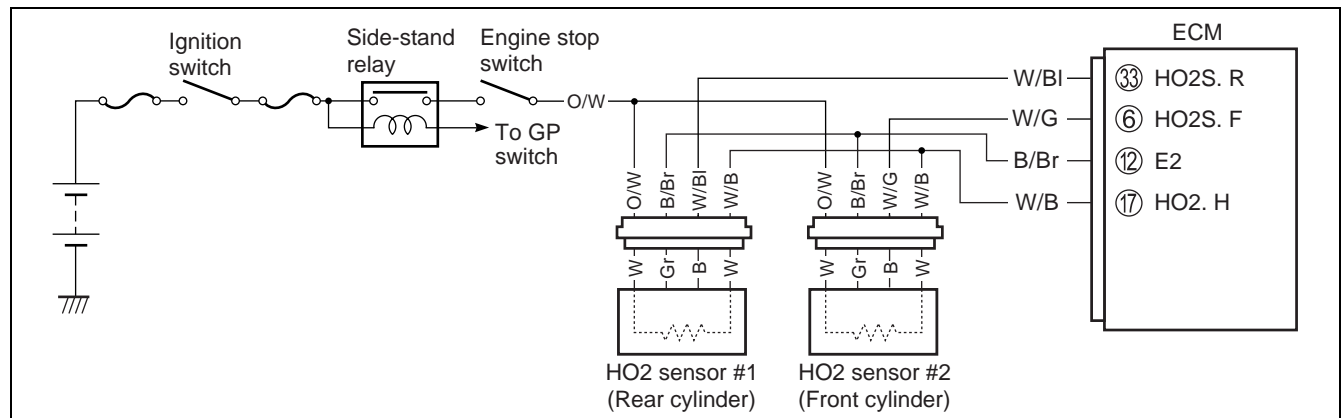 Ignition
switch
Side-stand
relay
Engine stop
switch
ECM
O/W
To GP
switch
W/Bl
33 HO2S. R
W/G
6 HO2S. F
B/Br
12 E2
W/B
17 HO2. H
O/W
B/Br
W/Bl
W/B
O/W
B/Br
W/G
W/B
W
Gr
B
W
W
Gr
B
W
HO2 sensor #1
(Rear cylinder)
HO2 sensor #2
(Front cylinder)